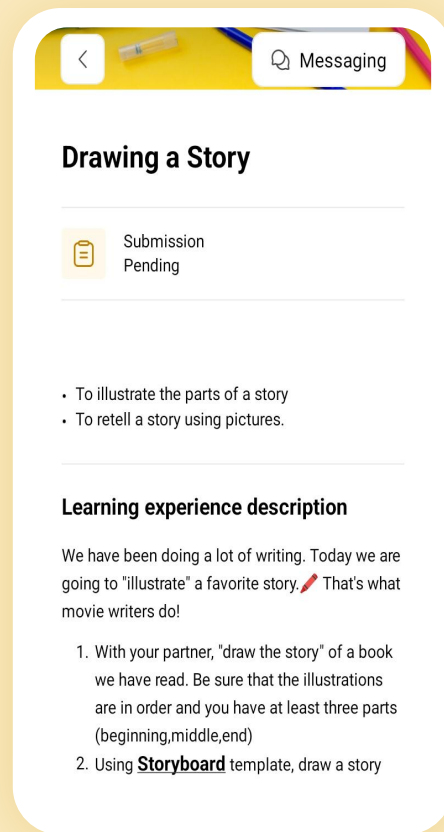 Messaging
Drawing a Story
Submission
Pending
• To illustrate the parts of a story
• To retell a story using pictures.
Learning experience description
We have been doing a lot of writing. Today we are
going to "illustrate" a favorite story.🖍️ That's what
movie writers do!
1. With your partner, "draw the story" of a book
we have read. Be sure that the illustrations
are in order and you have at least three parts
(beginning,middle,end)
2. Using Storyboard template, draw a story